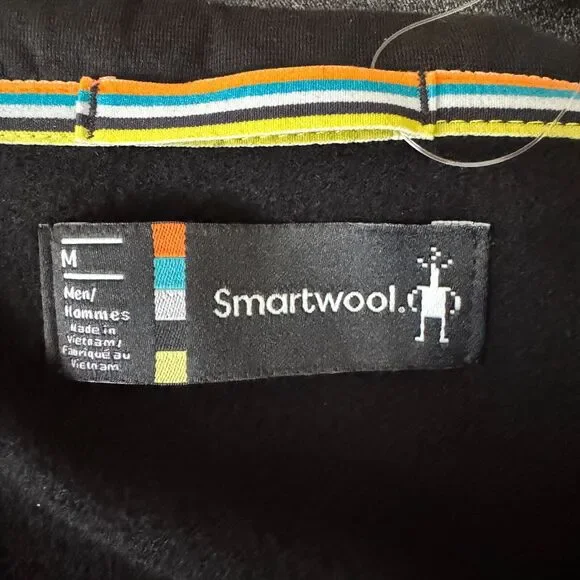 M
Men/
Hommes
Made in
Vietnam/
Fabriqué au
Vietnam
Smartwool.